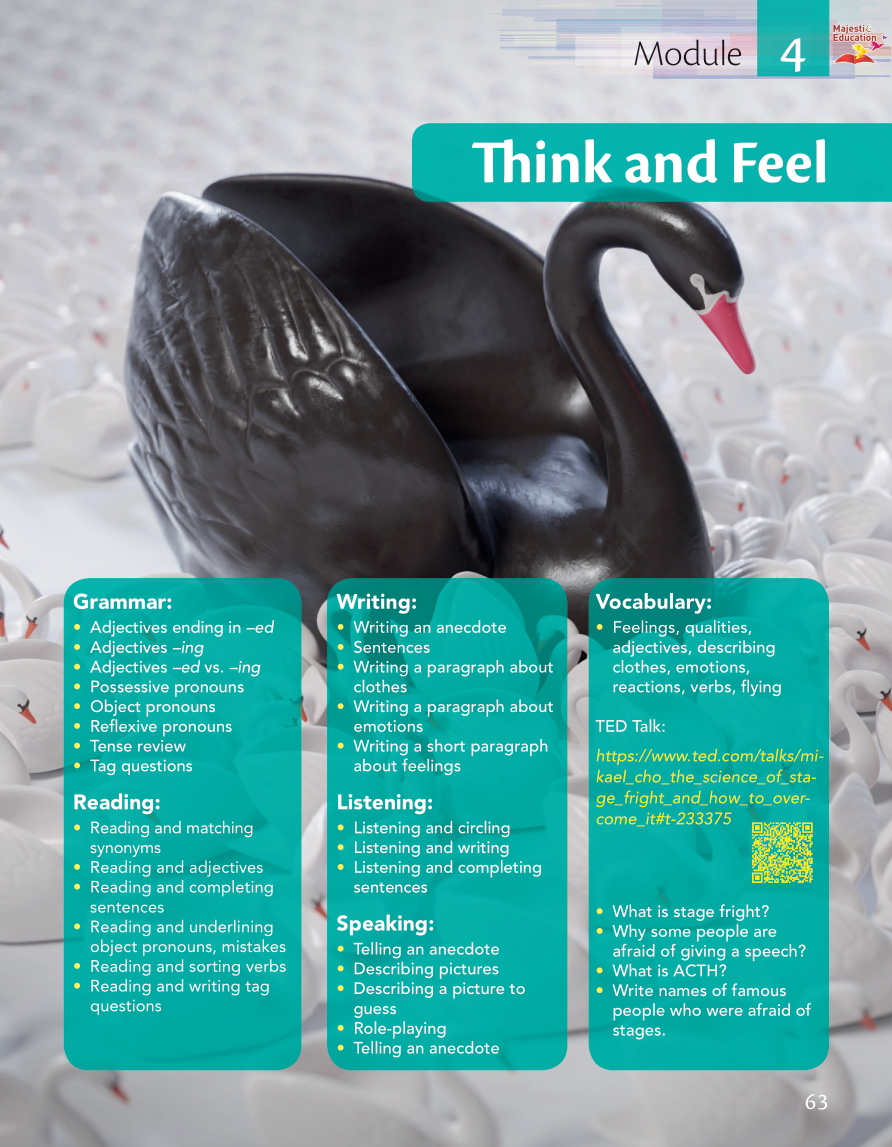 Module 4
Majesti
Education
Think and Feel
Grammar:
• Adjectives ending in –ed
• Adjectives –ing
• Adjectives –ed vs. –ing
• Possessive pronouns
• Object pronouns
• Reflexive pronouns
• Tense review
• Tag questions
Reading:
• Reading and matching
synonyms
• Reading and adjectives
• Reading and completing
sentences
• Reading and underlining
object pronouns, mistakes
• Reading and sorting verbs
• Reading and writing tag
questions
Writing:
• Writing an anecdote
• Sentences
• Writing a paragraph about
clothes
• Writing a paragraph about
emotions
• Writing a short paragraph
about feelings
Listening:
• Listening and circling
• Listening and writing
• Listening and completing
sentences
Speaking:
• Telling an anecdote
• Describing pictures
• Describing a picture to
guess
• Role-playing
• Telling an anecdote
Vocabulary:
• Feelings, qualities,
adjectives, describing
clothes, emotions,
reactions, verbs, flying
TED Talk:
https://www.ted.com/talks/mi-
kael_cho_the_science_of_sta-
ge_fright_and_how_to_over-
come_it#t-233375
• What is stage fright?
• Why some people are
afraid of giving a speech?
• What is ACTH?
• Write names of famous
people who were afraid of
stages.
63